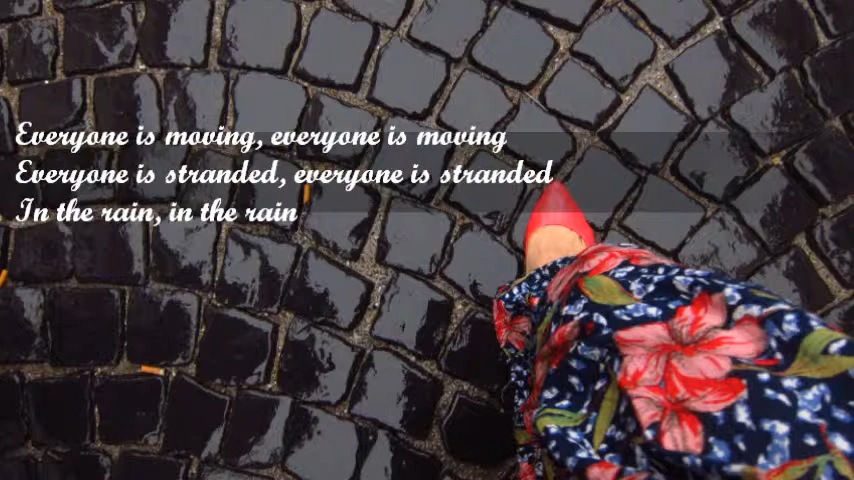 Everyone is moving, everyone is moving
Everyone is stranded, everyone is stranded
In the rain, in the rain